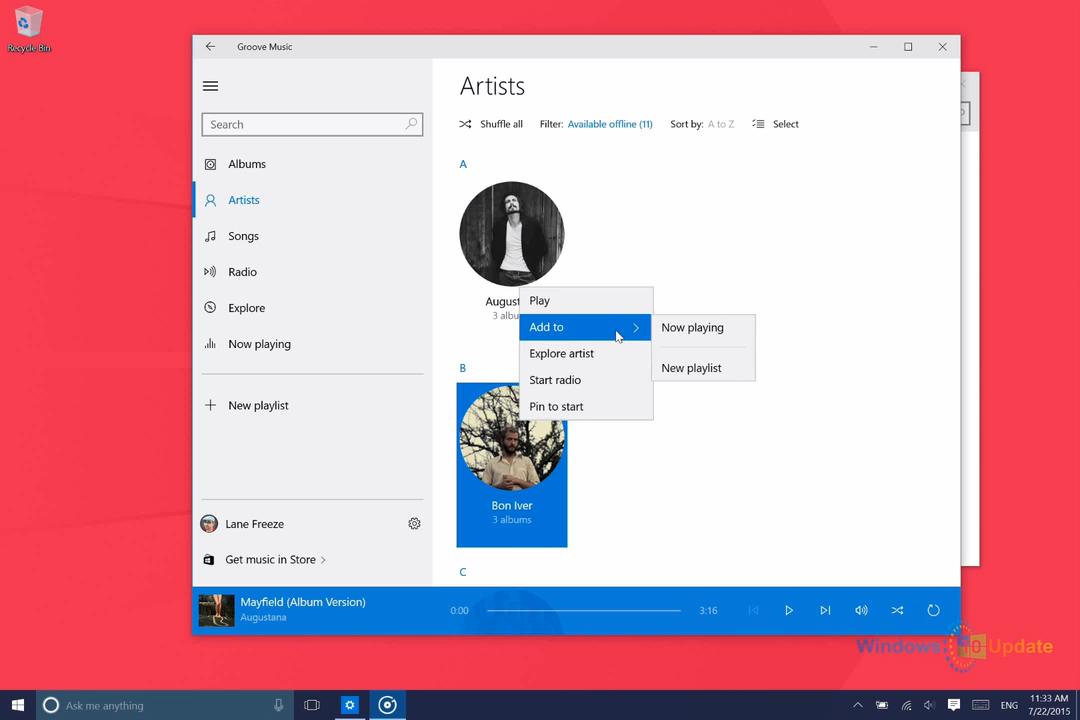 Recycle Bin
Groove Music
Search
Albums
Artists
Songs
Radio
Explore
Now playing
New playlist
Lane Freeze
Get music in Store
Artists
Shuffle all
Filter: Available offline (11)
Sort by: A to Z
Select
A
3
Play
Add to
Explore artist
Start radio
Pin to start
Now playing
New playlist
B
Bon Iver
3 albums
C
Mayfield (Album Version)
Augustana
0:00
3:16
Windows 10 Update
Ask me anything
ENG
11:33 AM
7/22/2015